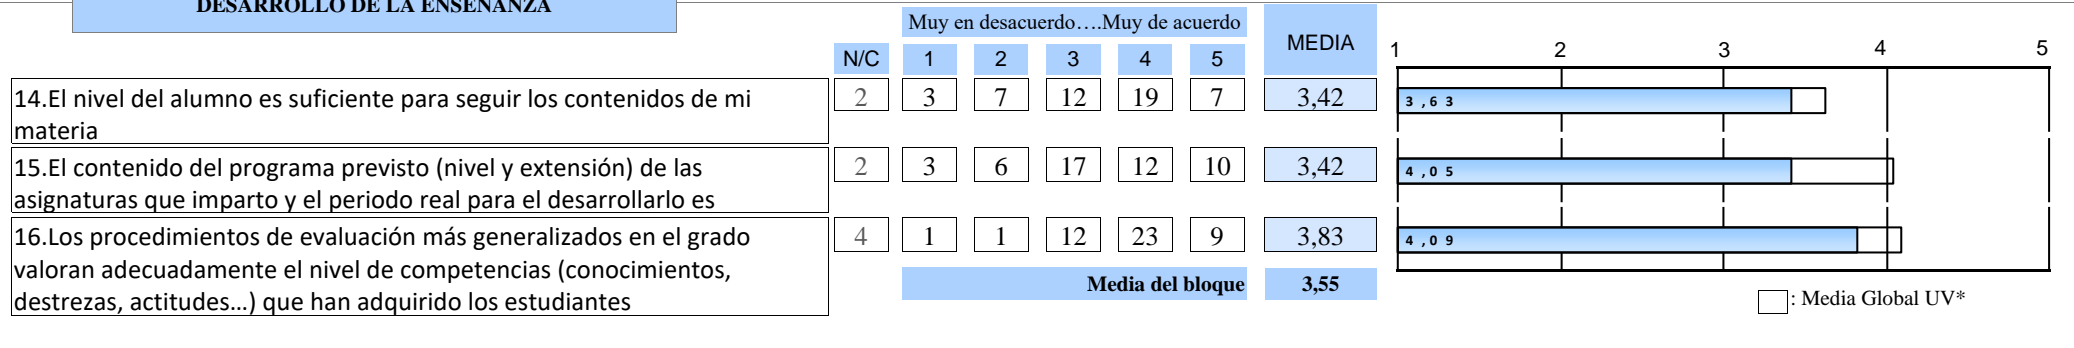 DESARROLLO DE LA ENSEÑANZA
Muy en desacuerdo....Muy de acuerdo
MEDIA
N/C 1 2 3 4 5
1 2 3 4 5
14.El nivel del alumno es suficiente para seguir los contenidos de mi
materia
2 3 7 12 19 7 3,42
3,63
15.El contenido del programa previsto (nivel y extensión) de las
asignaturas que imparto y el periodo real para el desarrollarlo es
2 3 6 17 12 10 3,42
4,05
16.Los procedimientos de evaluación más generalizados en el grado
valoran adecuadamente el nivel de competencias (conocimientos,
destrezas, actitudes...) que han adquirido los estudiantes
4 1 1 12 23 9 3,83
4,09
Media del bloque 3,55
: Media Global UV*